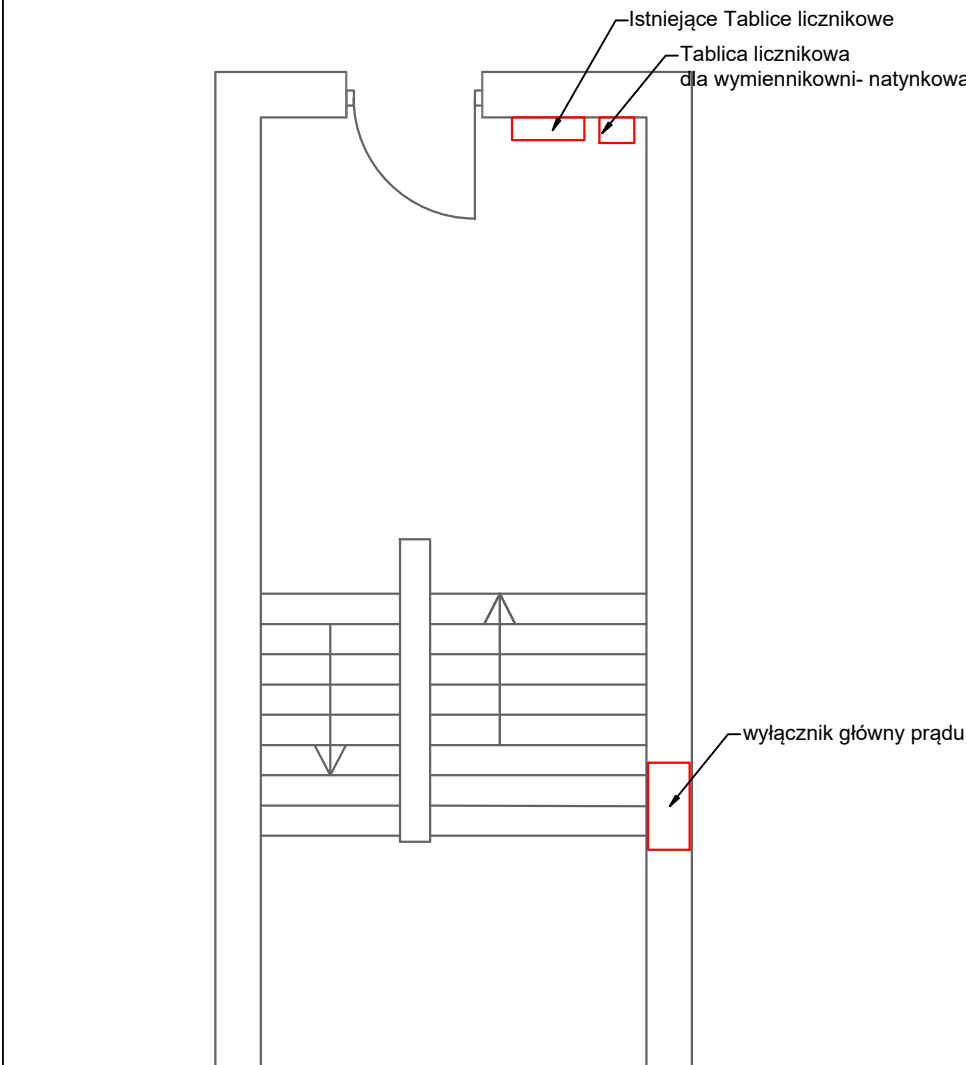 Istniejące Tablice licznikowe
Tablica licznikowa
dla wymiennikowni- natynkowa
wyłącznik główny prądu